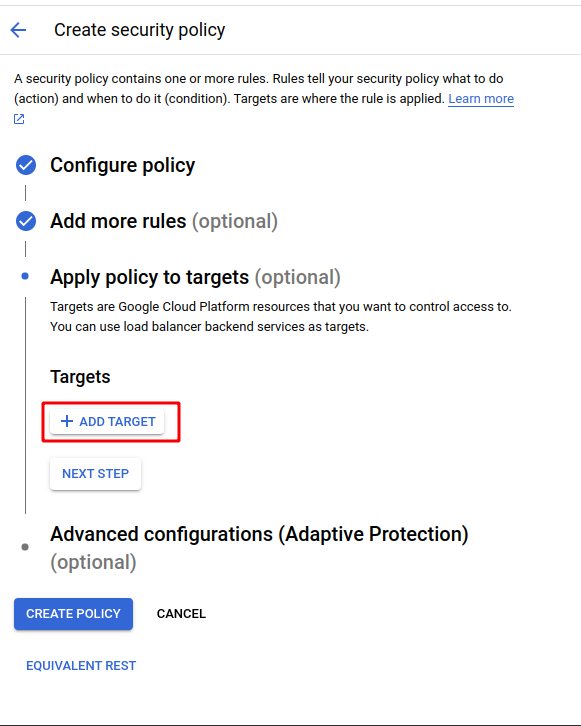 Create security policy
A security policy contains one or more rules. Rules tell your security policy what to do
(action) and when to do it (condition). Targets are where the rule is applied. Learn more
Configure policy
Add more rules (optional)
Apply policy to targets (optional)
Targets are Google Cloud Platform resources that you want to control access to.
You can use load balancer backend services as targets.
Targets
ADD TARGET
NEXT STEP
Advanced configurations (Adaptive Protection)
(optional)
CREATE POLICY CANCEL
EQUIVALENT REST